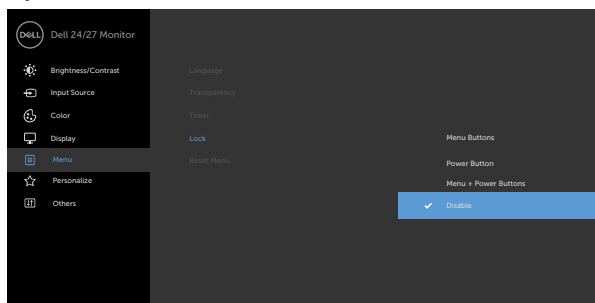 DELL
Dell 24/27 Monitor
Brightness/Contrast
Input Source
Color
Display
Menu
Personalize
Others
Language
Transparency
Timer
Lock
Reset Menu
Menu Buttons
Power Button
Menu + Power Buttons
Disable